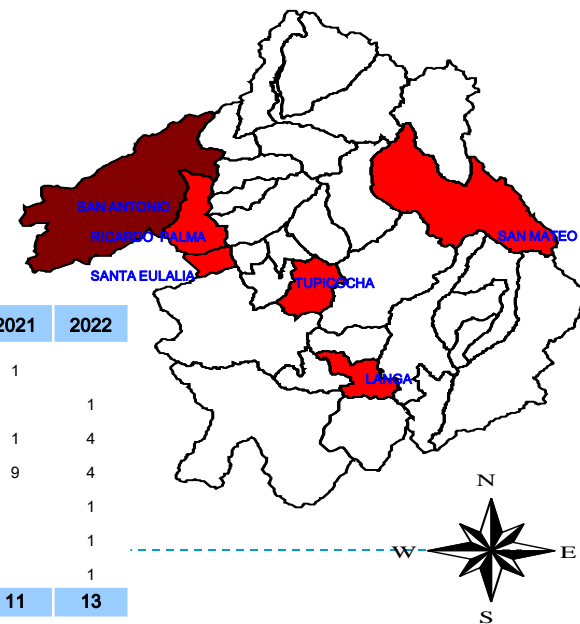 SAN ANTONIO
RICARDO PALMA
SAN MATEO
SANTA EULALIA
TUPICOCHA
LANGA
2021 2022
1
1
1 4
9 4
1
1
1
11 13
N
W E
S